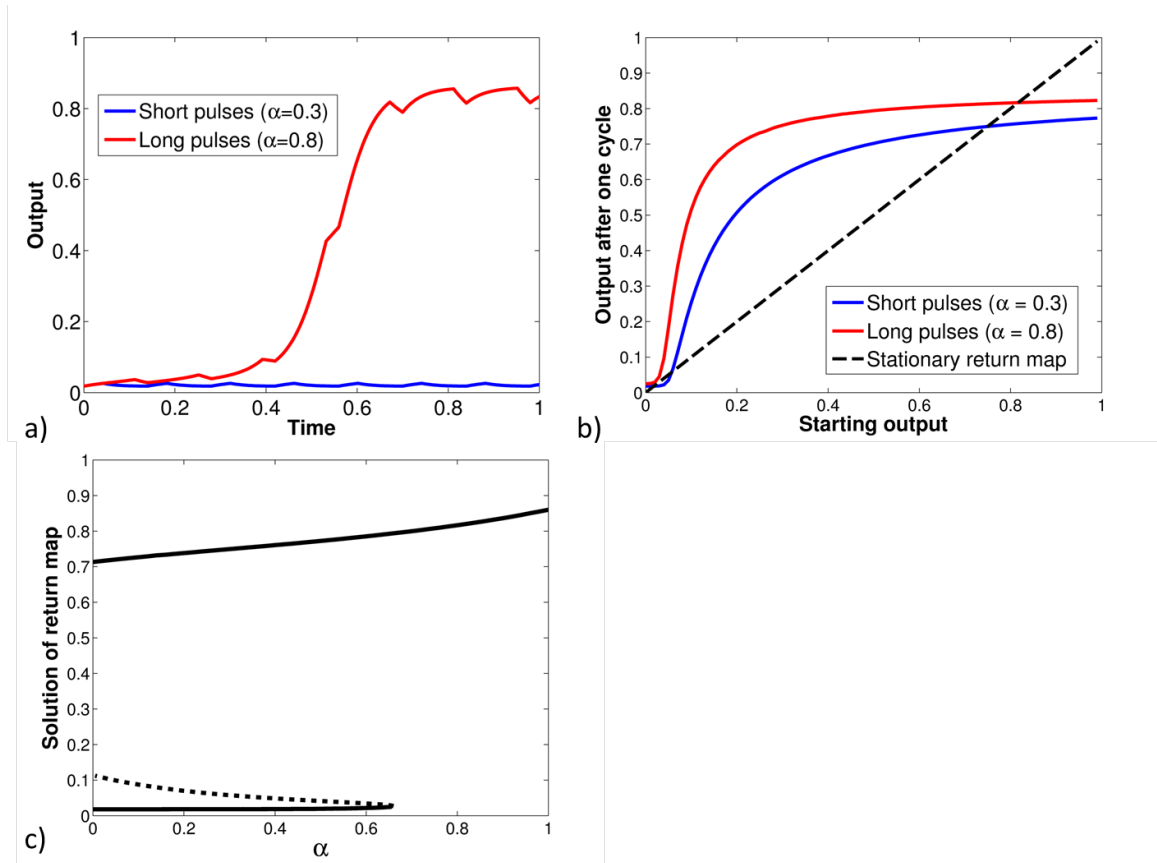 1
0.8
0.6
0.4
0.2
0
Output
Short pulses (α=0.3)
Long pulses (α=0.8)
0 0.2 0.4 0.6 0.8 1
Time
a)
1
0.9
0.8
0.7
0.6
0.5
0.4
0.3
0.2
0.1
0
Output after one cycle
Short pulses (α = 0.3)
Long pulses (α = 0.8)
Stationary return map
0 0.2 0.4 0.6 0.8 1
Starting output
b)
1
0.9
0.8
0.7
0.6
0.5
0.4
0.3
0.2
0.1
0
Solution of return map
0 0.2 0.4 0.6 0.8 1
α
c)